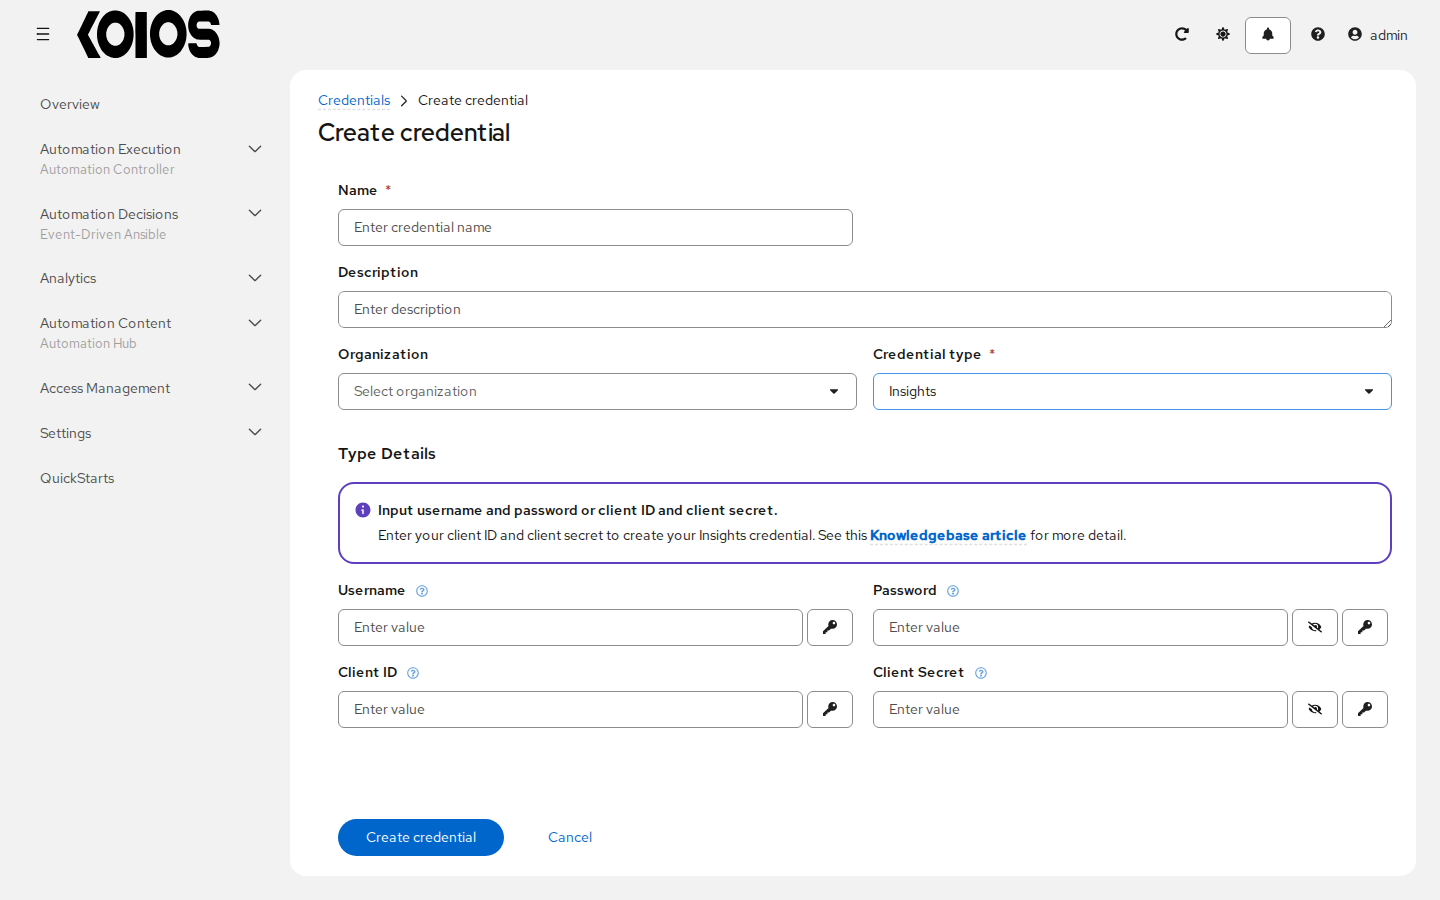 KOIOS
admin
Overview
Automation Execution
Automation Controller
Automation Decisions
Event-Driven Ansible
Analytics
Automation Content
Automation Hub
Access Management
Settings
QuickStarts
Credentials > Create credential
Create credential
Name *
Enter credential name
Description
Enter description
Organization
Credential type *
Select organization
Insights
Type Details
Input username and password or client ID and client secret.
Enter your client ID and client secret to create your Insights credential. See this Knowledgebase article for more detail.
Username
Password
Enter value
Enter value
Client ID
Client Secret
Enter value
Enter value
Create credential
Cancel